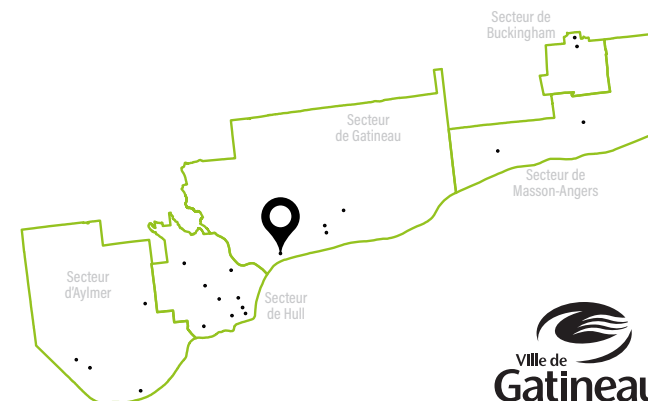 Secteur de
Buckingham
Secteur
de Gatineau
Secteur de
Masson-Angers
Secteur
d'Aylmer
Secteur
de Hull
Ville de
Gatineau